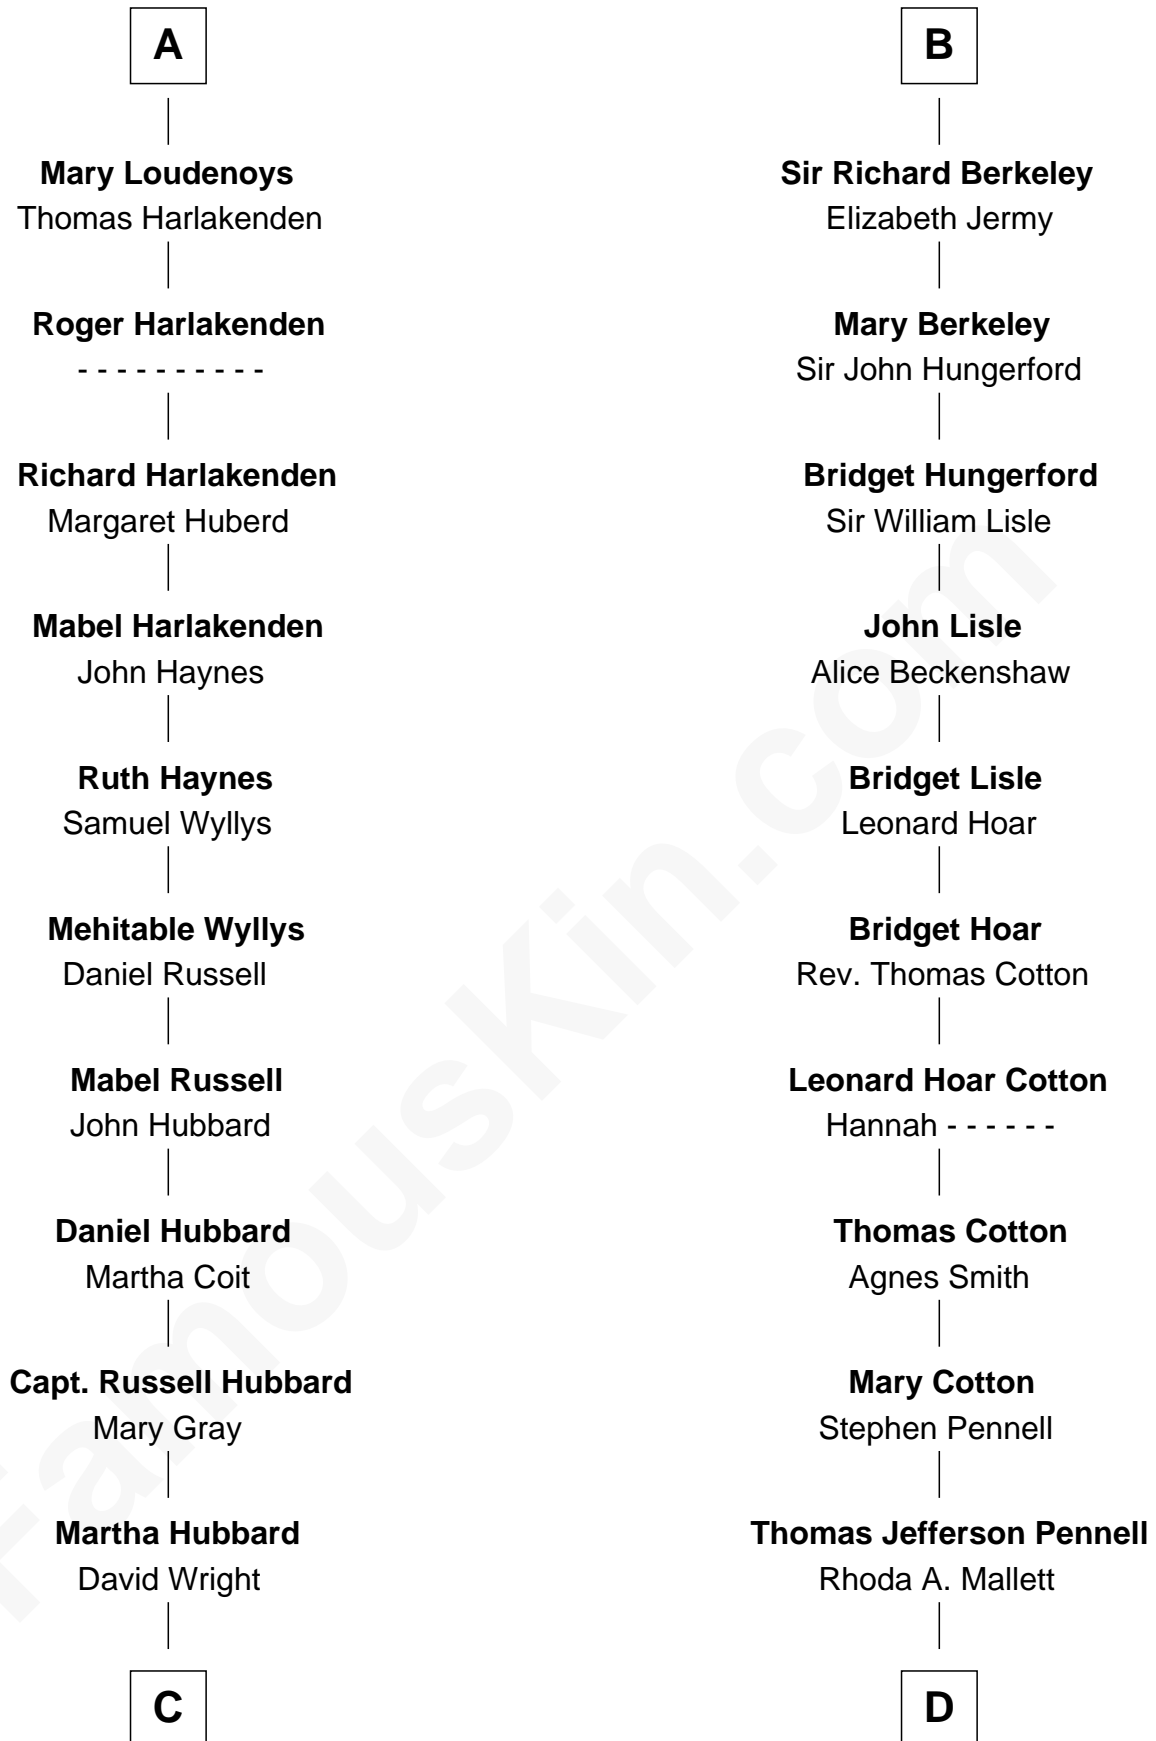 A
Mary Loudenoys
Thomas Harlakenden
Roger Harlakenden
- - - - - - - - - -
Richard Harlakenden
Margaret Huberd
Mabel Harlakenden
John Haynes
Ruth Haynes
Samuel Wyllys
Mehitable Wyllys
Daniel Russell
Mabel Russell
John Hubbard
Daniel Hubbard
Martha Coit
Capt. Russell Hubbard
Mary Gray
Martha Hubbard
David Wright
C
B
Sir Richard Berkeley
Elizabeth Jermy
Mary Berkeley
Sir John Hungerford
Bridget Hungerford
Sir William Lisle
John Lisle
Alice Beckenshaw
Bridget Lisle
Leonard Hoar
Bridget Hoar
Rev. Thomas Cotton
Leonard Hoar Cotton
Hannah - - - - - -
Thomas Cotton
Agnes Smith
Mary Cotton
Stephen Pennell
Thomas Jefferson Pennell
Rhoda A. Mallett
D
FamousKin.com